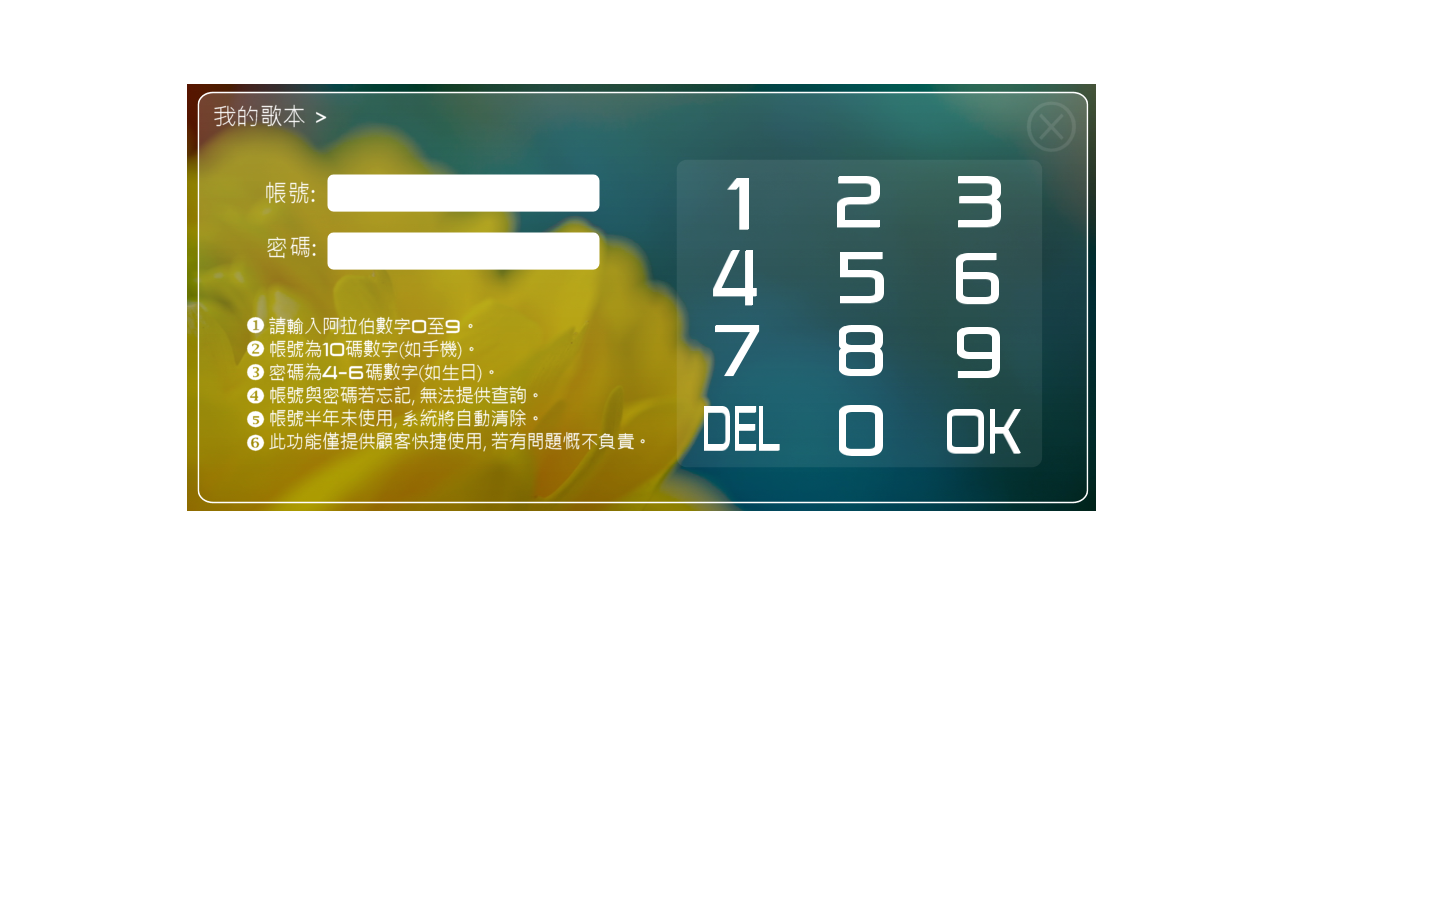 我的歌本 >
帳號:
密碼:
❶ 請輸入阿拉伯數字0至9。
❷ 帳號為10碼數字(如手機)。
❸ 密碼為4-6碼數字(如生日)。
❹ 帳號與密碼若忘記, 無法提供查詢。
❺ 帳號半年未使用, 系統將自動清除。
❻ 此功能僅提供顧客快捷使用, 若有問題慨不負責。
1 2 3
4 5 6
7 8 9
DEL 0 OK